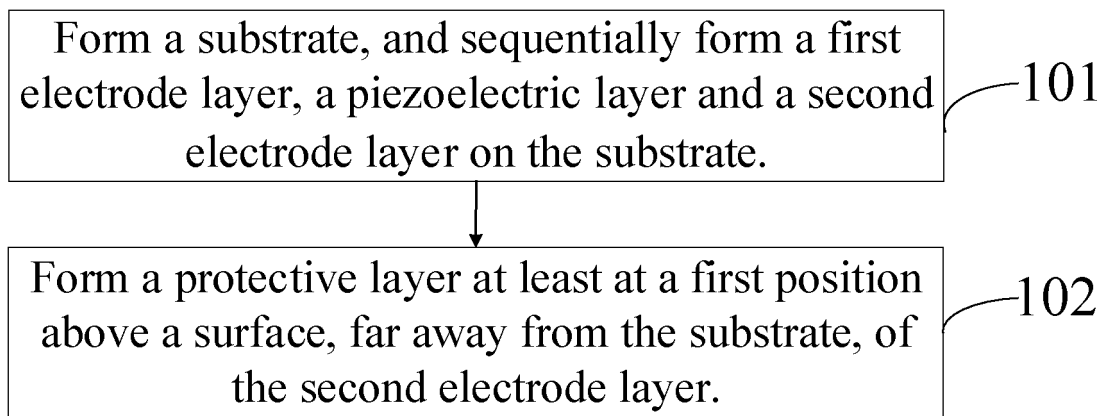 Form a substrate, and sequentially form a first
electrode layer, a piezoelectric layer and a second
electrode layer on the substrate.
101
Form a protective layer at least at a first position
above a surface, far away from the substrate, of
the second electrode layer.
102